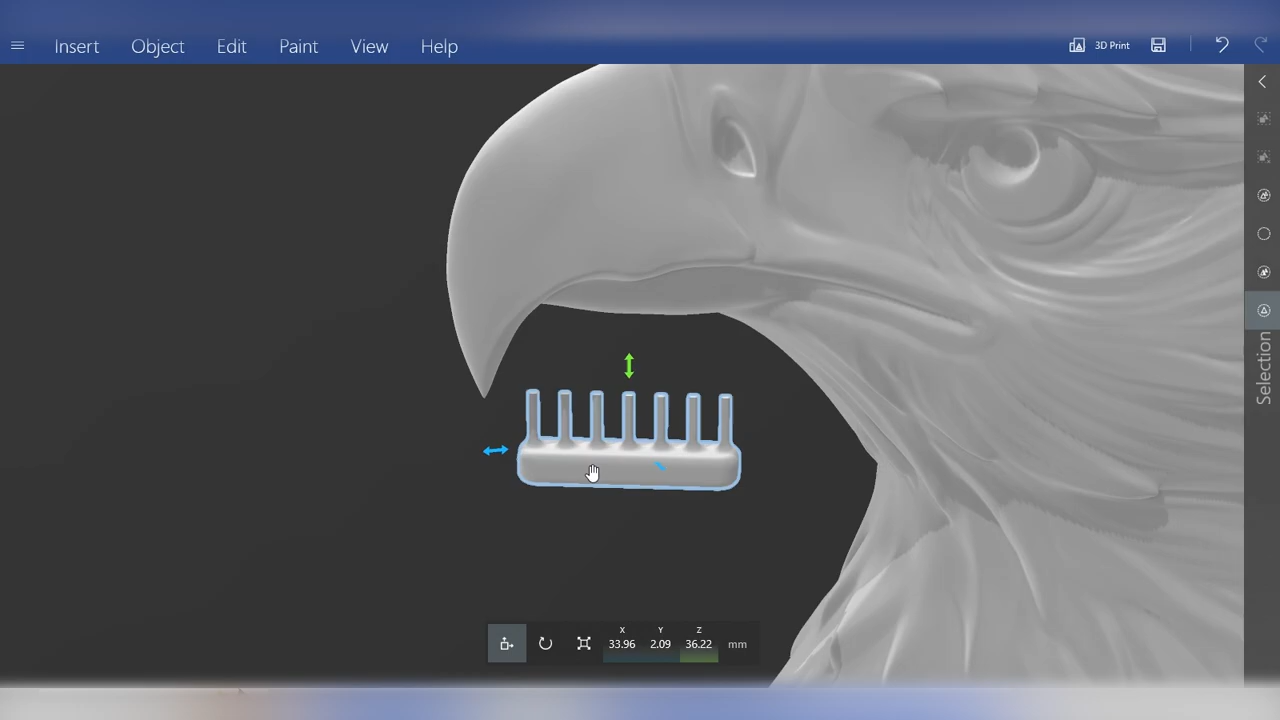 Insert Object Edit Paint View Help 3D Print
Selection
X Y Z
33.96 2.09 36.22 mm